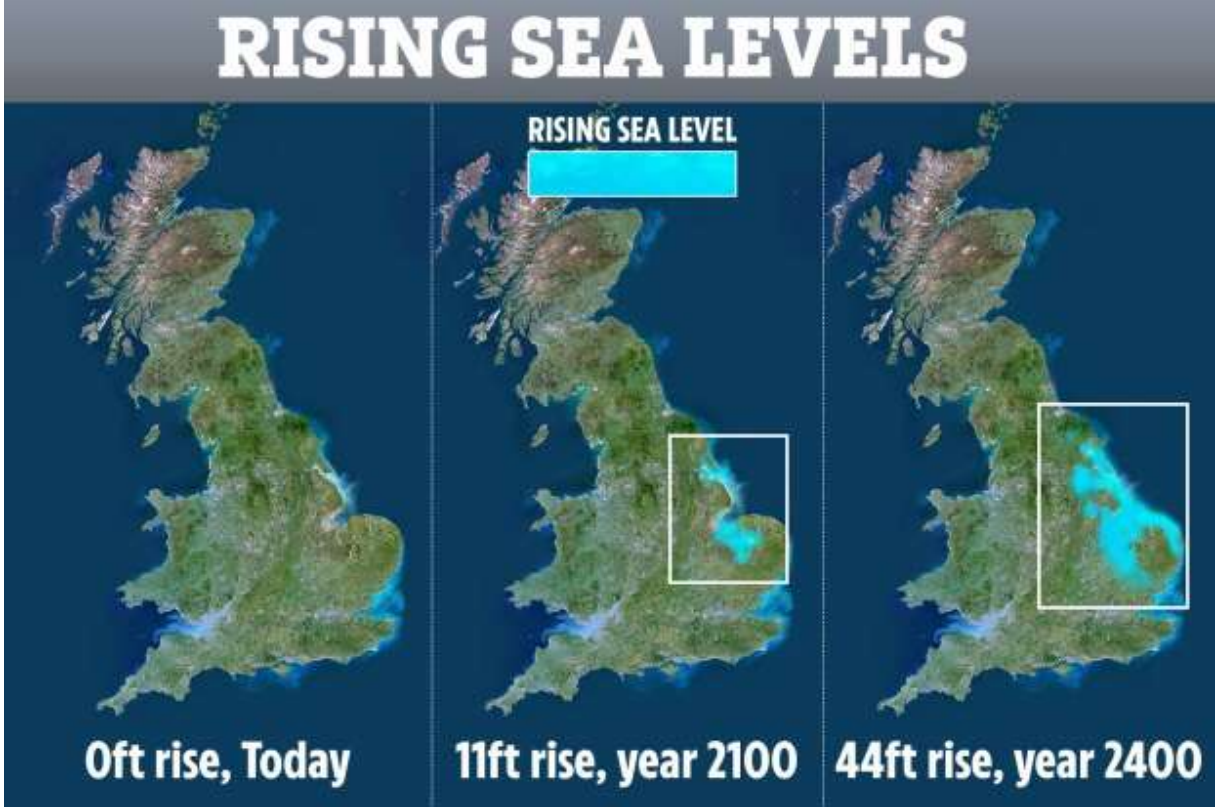 RISING SEA LEVELS
RISING SEA LEVEL
0ft rise, Today
11ft rise, year 2100
44ft rise, year 2400